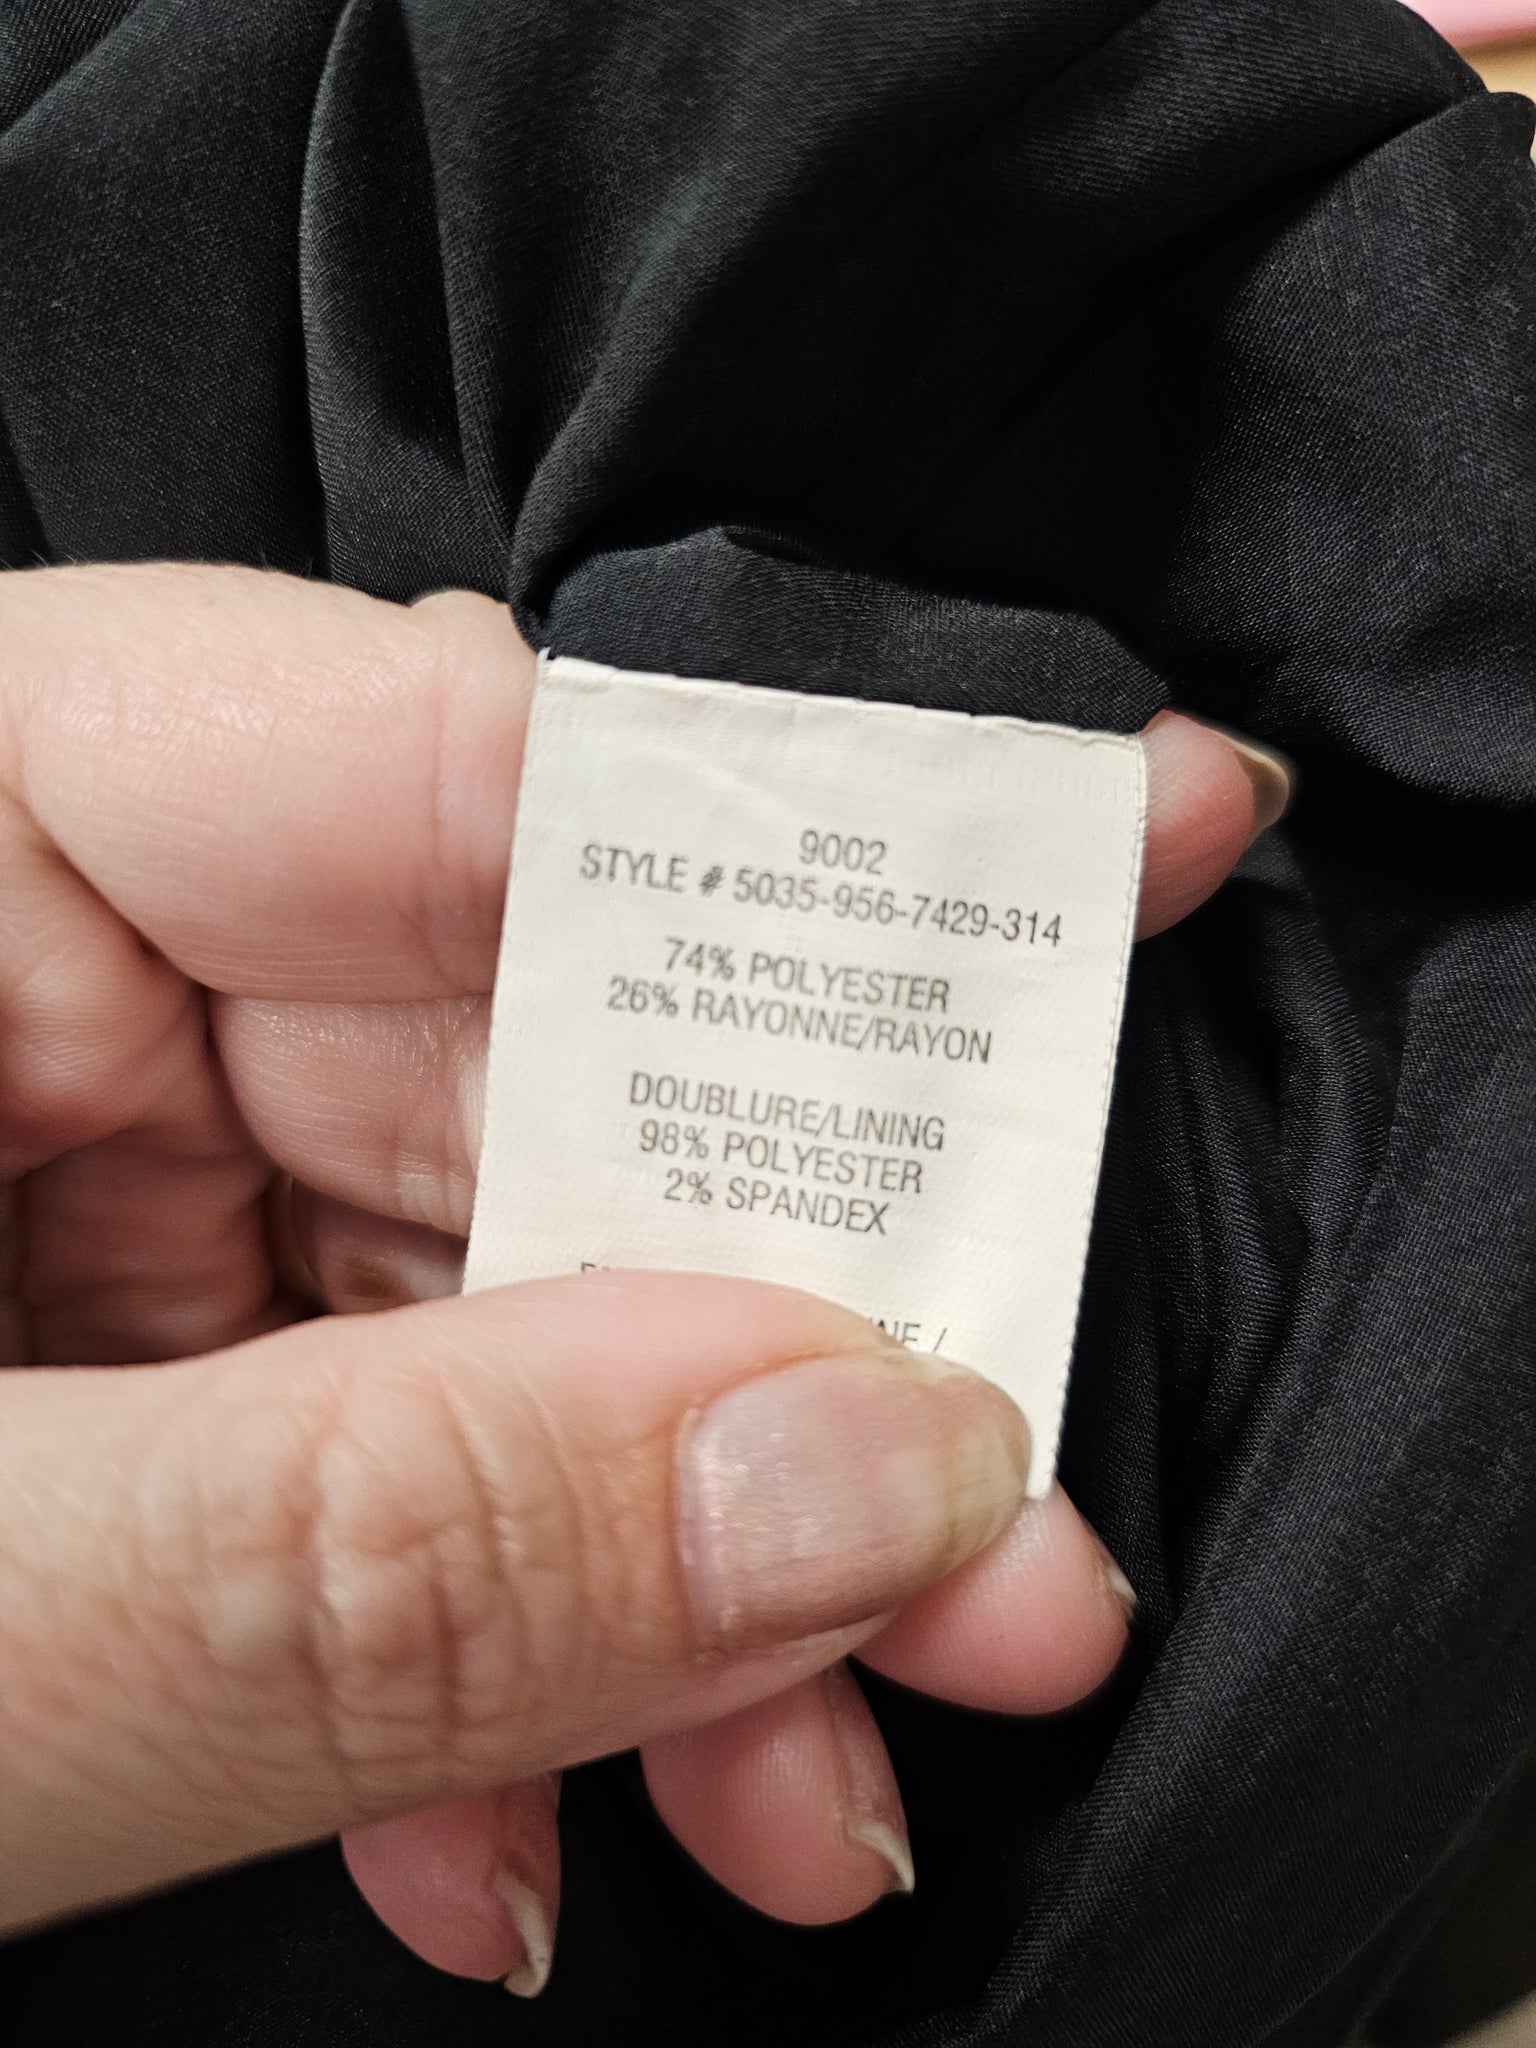 9002
STYLE # 5035-956-7429-314
74% POLYESTER
26% RAYONNE/RAYON
DOUBLURE/LINING
98% POLYESTER
2% SPANDEX
/